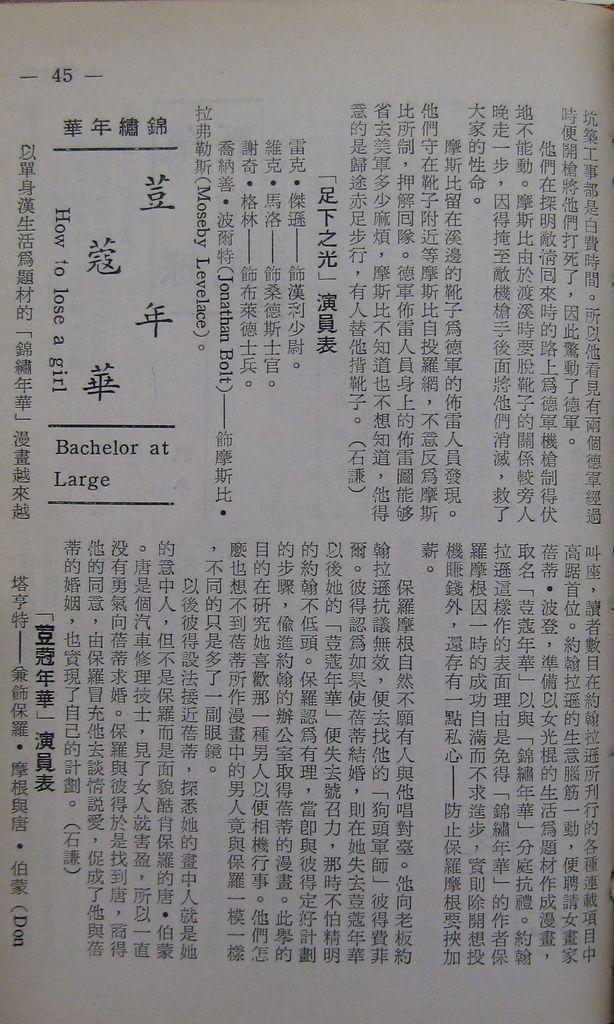 — 45 —
坑築工事都是白費時間。所以他看見有兩個德軍經過
時便開槍將他們打死了，因此驚動了德軍。
他們在探明敵情回來時的路上爲德軍機槍制得伏
地不能動。摩斯比由於渡溪時要脫靴子的關係較旁人
晚走一步，因得掩至敵機槍手後面將他們消滅，救了
大家的性命。
摩斯比留在溪邊的靴子爲德軍的佈雷人員發現。
他們守在靴子附近等摩斯比自投羅網，不意反爲摩斯
比所制，押解回隊。德軍佈雷人員身上的佈雷圖能够
省去美軍多少麻煩，摩斯比不知道也不想知道，他得
意的是歸途赤足步行，有人替他揹靴子。（石謙）
「足下之光」演員表
雷克•傑遜——飾漢利少尉。
維克•馬洛——飾桑德斯士官。
謝奇•格林——飾布萊德士兵。
喬納善•波爾特(Jonathan Bolt)——飾摩斯比•
拉弗勒斯(Moseby Levelace)。
錦繡年華
荳蔻年華
How to lose a girl
Bachelor at
Large
以單身漢生活爲題材的「錦繡年華」漫畫越來越
叫座，讀者數目在約翰拉遜所刊行的各種連載項目中
高踞首位。約翰拉遜的生意腦筋一動，便聘請女畫家
蓓蒂•波登，準備以女光棍的生活爲題材作成漫畫，
取名「荳蔻年華」以與「錦繡年華」分庭抗禮。約翰
拉遜這樣作的表面理由是免得「錦繡年華」的作者保
羅摩根因一時的成功自滿而不求進步，實則除開想投
機賺錢外，還存有一點私心——防止保羅摩根要挾加
薪。
保羅摩根自然不願有人與他唱對臺。他向老板約
翰拉遜抗議無效，便去找他的「狗頭軍師」彼得費菲
爾。彼得認爲如果使蓓蒂結婚，則在她失去荳蔻年華
以後她的「荳蔻年華」便失去號召力，那時不怕精明
的約翰不低頭。保羅認爲有理，當卽與彼得定好計劃
的步驟，偷進約翰的辦公室取得蓓蒂的漫畫。此舉的
目的在研究她喜歡那一種男人以便相機行事。他們怎
麽也想不到蓓蒂所作漫畫中的男人竟與保羅一模一樣
，不同的只是多了一副眼鏡。
以後彼得設法接近蓓蒂，探悉她的畫中人就是她
的意中人，但不是保羅而是面貌酷肖保羅的唐•伯蒙
。唐是個汽車修理技士，見了女人就害羞，所以一直
没有勇氣向蓓蒂求婚。保羅與彼得於是找到唐，商得
他的同意，由保羅冒充他去談情說愛，促成了他與蓓
蒂的婚姻，也實現了自己的計劃。（石謙）
「荳蔻年華」演員表
塔亨特——兼飾保羅•摩根與唐•伯蒙（Don